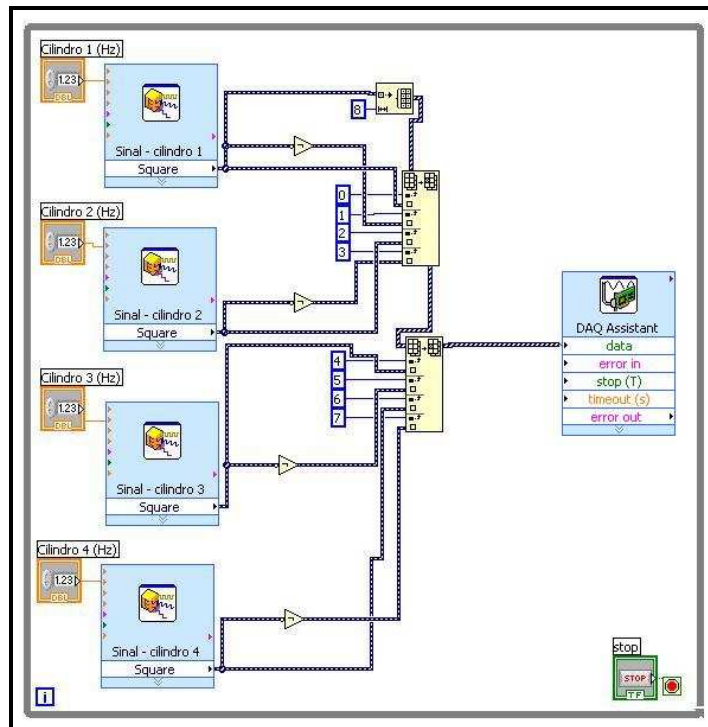 Cilindro 1 (Hz)
1.23
DBL
Sinal - cilindro 1
Square
8
0
1
2
3
Cilindro 2 (Hz)
1.23
DBL
Sinal - cilindro 2
Square
DAQ Assistant
data
error in
stop (T)
timeout (s)
error out
4
5
6
7
Cilindro 3 (Hz)
1.23
DBL
Sinal - cilindro 3
Square
Cilindro 4 (Hz)
1.23
DBL
Sinal - cilindro 4
Square
stop
STOP
TF
i